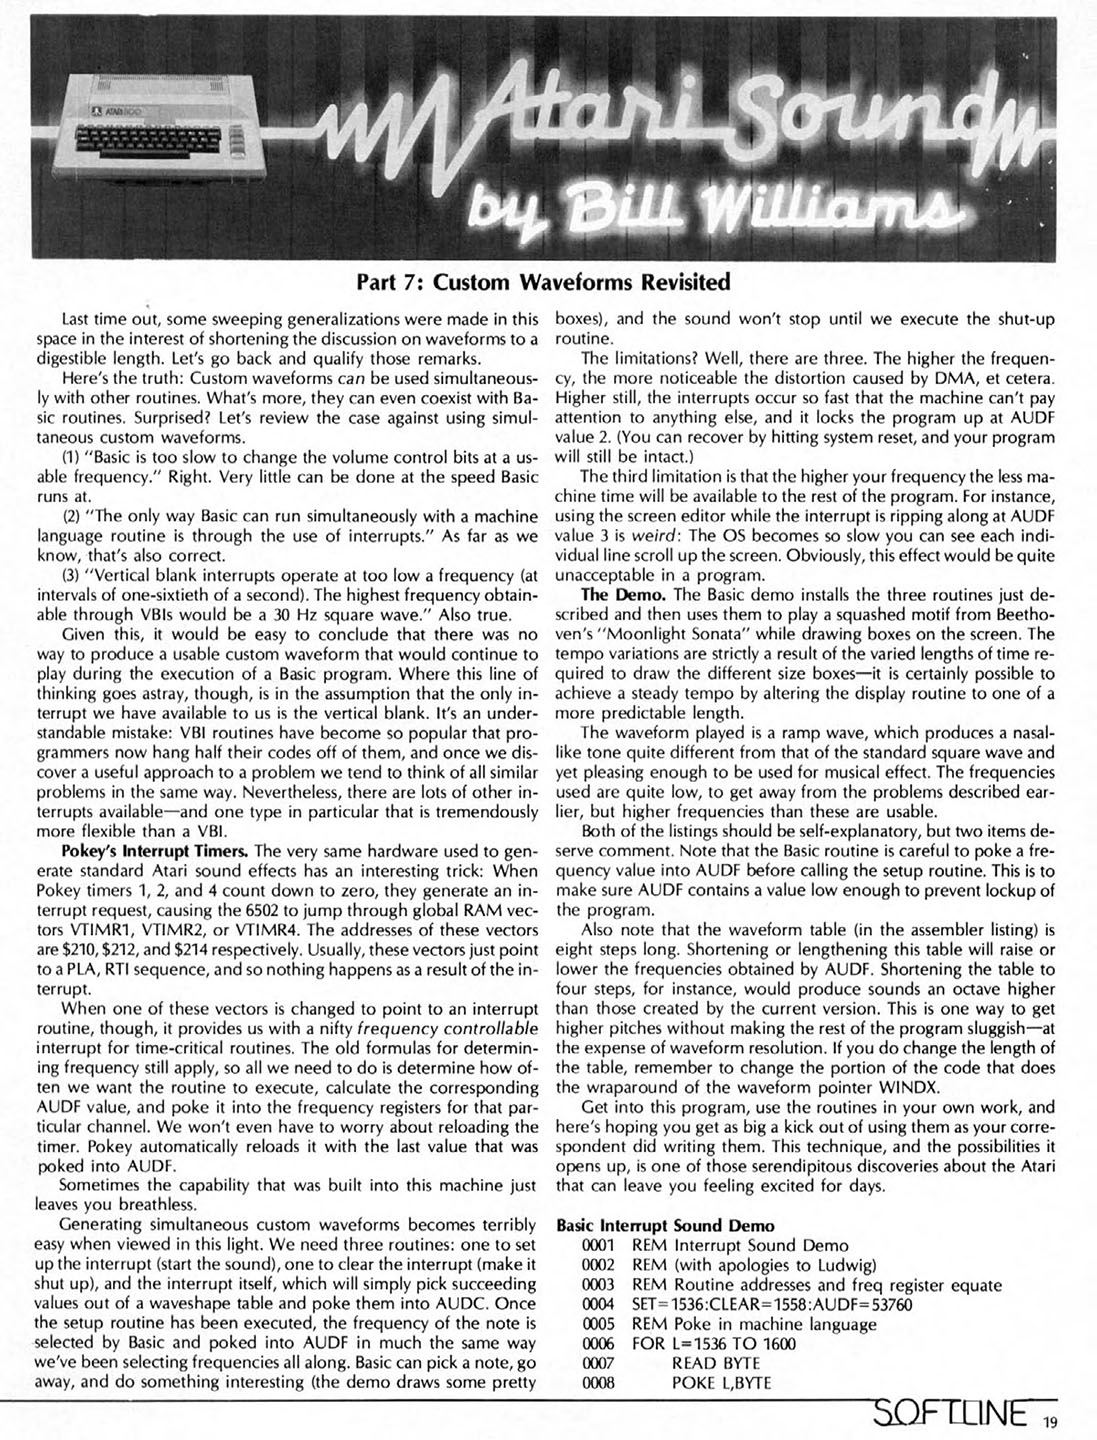 ATARI 800
Atari Sound
by Bill Williams
Part 7: Custom Waveforms Revisited
Last time out, some sweeping generalizations were made in this
space in the interest of shortening the discussion on waveforms to a
digestible length. Let's go back and qualify those remarks.
Here's the truth: Custom waveforms can be used simultaneous-
ly with other routines. What's more, they can even coexist with Ba-
sic routines. Surprised? Let's review the case against using simul-
taneous custom waveforms.
(1) "Basic is too slow to change the volume control bits at a us-
able frequency." Right. Very little can be done at the speed Basic
runs at.
(2) "The only way Basic can run simultaneously with a machine
language routine is through the use of interrupts." As far as we
know, that's also correct.
(3) "Vertical blank interrupts operate at too low a frequency (at
intervals of one-sixtieth of a second). The highest frequency obtain-
able through VBIs would be a 30 Hz square wave." Also true.
Given this, it would be easy to conclude that there was no
way to produce a usable custom waveform that would continue to
play during the execution of a Basic program. Where this line of
thinking goes astray, though, is in the assumption that the only in-
terrupt we have available to us is the vertical blank. It's an under-
standable mistake: VBI routines have become so popular that pro-
grammers now hang half their codes off of them, and once we dis-
cover a useful approach to a problem we tend to think of all similar
problems in the same way. Nevertheless, there are lots of other in-
terrupts available—and one type in particular that is tremendously
more flexible than a VBI.
Pokey's Interrupt Timers. The very same hardware used to gen-
erate standard Atari sound effects has an interesting trick: When
Pokey timers 1, 2, and 4 count down to zero, they generate an in-
terrupt request, causing the 6502 to jump through global RAM vec-
tors VTIMR1, VTIMR2, or VTIMR4. The addresses of these vectors
are $210, $212, and $214 respectively. Usually, these vectors just point
to a PLA, RTI sequence, and so nothing happens as a result of the in-
terrupt.
When one of these vectors is changed to point to an interrupt
routine, though, it provides us with a nifty frequency controllable
interrupt for time-critical routines. The old formulas for determin-
ing frequency still apply, so all we need to do is determine how of-
ten we want the routine to execute, calculate the corresponding
AUDF value, and poke it into the frequency registers for that par-
ticular channel. We won't even have to worry about reloading the
timer. Pokey automatically reloads it with the last value that was
poked into AUDF.
Sometimes the capability that was built into this machine just
leaves you breathless.
Generating simultaneous custom waveforms becomes terribly
easy when viewed in this light. We need three routines: one to set
up the interrupt (start the sound), one to clear the interrupt (make it
shut up), and the interrupt itself, which will simply pick succeeding
values out of a waveshape table and poke them into AUDC. Once
the setup routine has been executed, the frequency of the note is
selected by Basic and poked into AUDF in much the same way
we've been selecting frequencies all along. Basic can pick a note, go
away, and do something interesting (the demo draws some pretty
boxes), and the sound won't stop until we execute the shut-up
routine.
The limitations? Well, there are three. The higher the frequen-
cy, the more noticeable the distortion caused by DMA, et cetera.
Higher still, the interrupts occur so fast that the machine can't pay
attention to anything else, and it locks the program up at AUDF
value 2. (You can recover by hitting system reset, and your program
will still be intact.)
The third limitation is that the higher your frequency the less ma-
chine time will be available to the rest of the program. For instance,
using the screen editor while the interrupt is ripping along at AUDF
value 3 is weird: The OS becomes so slow you can see each indi-
vidual line scroll up the screen. Obviously, this effect would be quite
unacceptable in a program.
The Demo. The Basic demo installs the three routines just de-
scribed and then uses them to play a squashed motif from Beetho-
ven's "Moonlight Sonata" while drawing boxes on the screen. The
tempo variations are strictly a result of the varied lengths of time re-
quired to draw the different size boxes—it is certainly possible to
achieve a steady tempo by altering the display routine to one of a
more predictable length.
The waveform played is a ramp wave, which produces a nasal-
like tone quite different from that of the standard square wave and
yet pleasing enough to be used for musical effect. The frequencies
used are quite low, to get away from the problems described ear-
lier, but higher frequencies than these are usable.
Both of the listings should be self-explanatory, but two items de-
serve comment. Note that the Basic routine is careful to poke a fre-
quency value into AUDF before calling the setup routine. This is to
make sure AUDF contains a value low enough to prevent lockup of
the program.
Also note that the waveform table (in the assembler listing) is
eight steps long. Shortening or lengthening this table will raise or
lower the frequencies obtained by AUDF. Shortening the table to
four steps, for instance, would produce sounds an octave higher
than those created by the current version. This is one way to get
higher pitches without making the rest of the program sluggish—at
the expense of waveform resolution. If you do change the length of
the table, remember to change the portion of the code that does
the wraparound of the waveform pointer WINDX.
Get into this program, use the routines in your own work, and
here's hoping you get as big a kick out of using them as your corre-
spondent did writing them. This technique, and the possibilities it
opens up, is one of those serendipitous discoveries about the Atari
that can leave you feeling excited for days.
Basic Interrupt Sound Demo
0001 REM Interrupt Sound Demo
0002 REM (with apologies to Ludwig)
0003 REM Routine addresses and freq register equate
0004 SET=1536:CLEAR=1558:AUDF=53760
0005 REM Poke in machine language
0006 FOR L=1536 TO 1600
0007 READ BYTE
0008 POKE L,BYTE
SOFTLINE 19